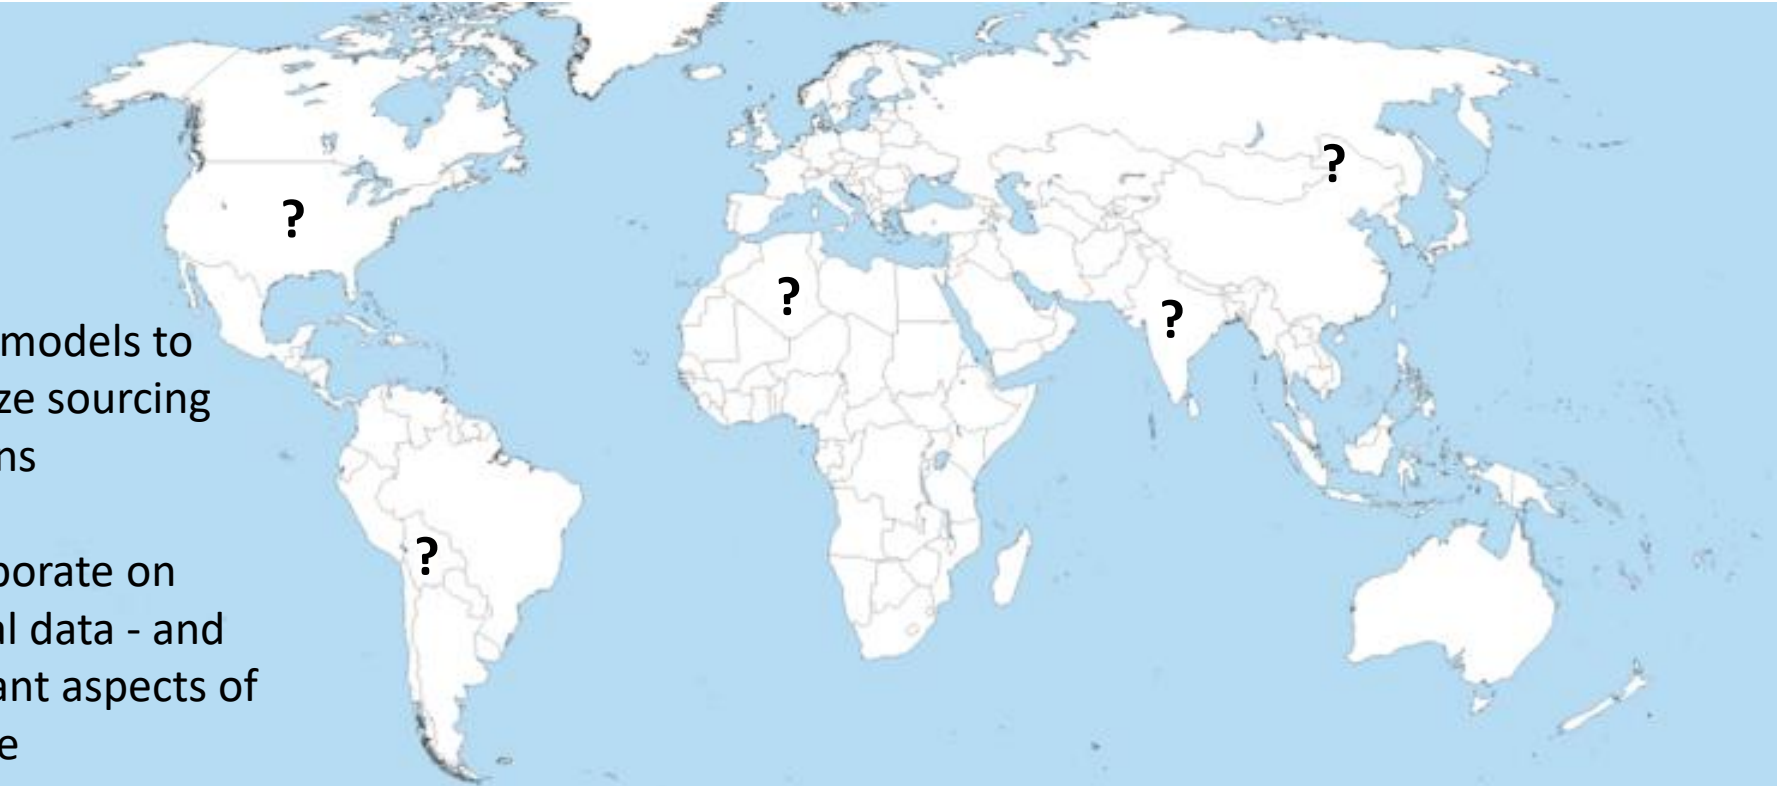 ?
?
?
?
models to
ze sourcing
ns
?
porate on
al data - and
ant aspects of
e